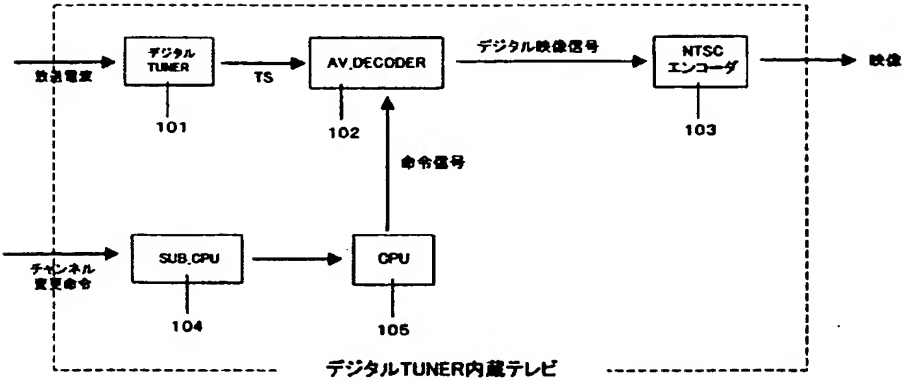 デジタル
TUNER
放送電波
TS
101
AV_DECODER
102
デジタル映像信号
NTSC
エンコーダ
103
映像
命令信号
チャンネル
変更命令
SUB_CPU
104
CPU
105
デジタルTUNER内蔵テレビ